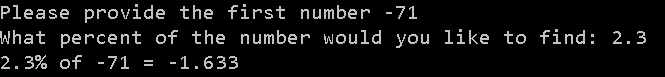 Please provide the first number -71
What percent of the number would you like to find: 2.3
2.3% of -71 = -1.633